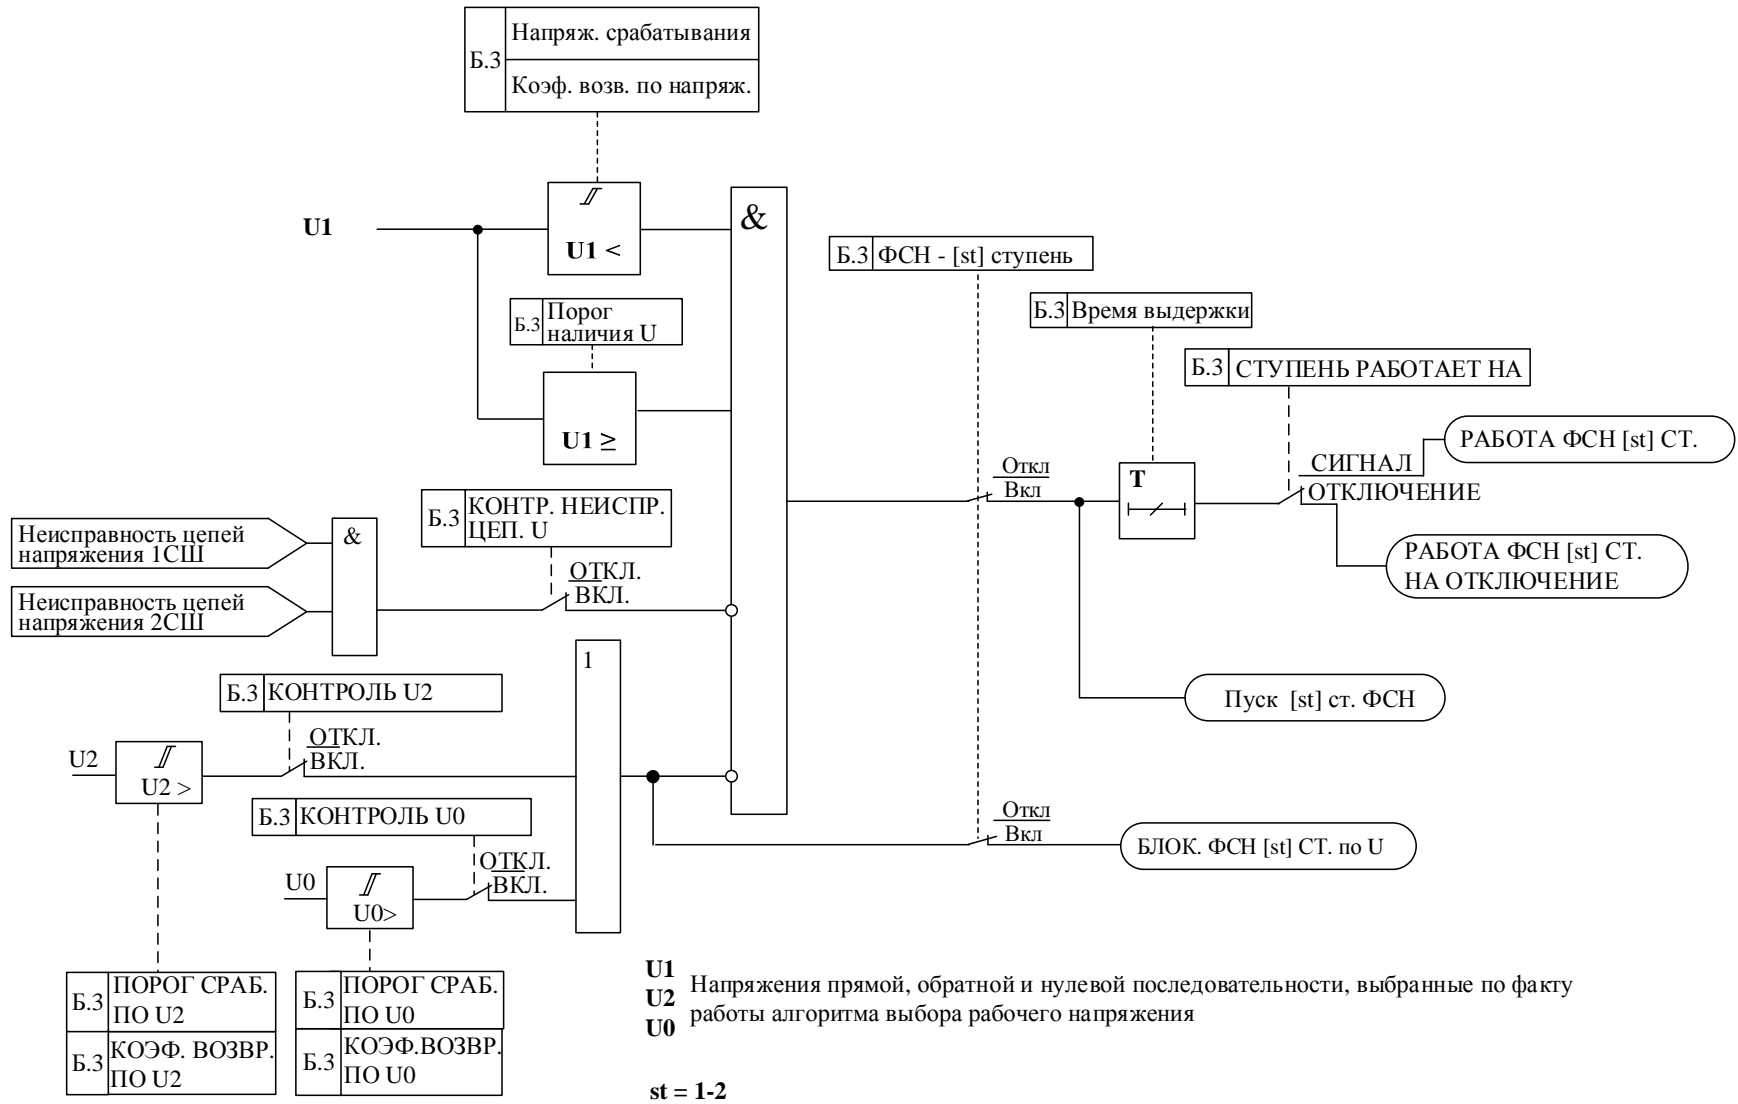 Б.3
Напряж. срабатывания
Коэф. возв. по напряж.
U1
U1 <
&
Б.3 ФСН - [st] ступень
Б.3 Порог
наличия U
Б.3 Время выдержки
U1 ≥
Б.3 СТУПЕНЬ РАБОТАЕТ НА
РАБОТА ФСН [st] СТ.
СИГНАЛ
ОТКЛЮЧЕНИЕ
Откл
Вкл
T
Б.3 КОНТР. НЕИСПР.
ЦЕП. U
Неисправность цепей
напряжения 1СШ
&
РАБОТА ФСН [st] СТ.
НА ОТКЛЮЧЕНИЕ
ОТКЛ.
ВКЛ.
Неисправность цепей
напряжения 2СШ
1
Б.3 КОНТРОЛЬ U2
Пуск [st] ст. ФСН
ОТКЛ.
ВКЛ.
U2
U2 >
Б.3 КОНТРОЛЬ U0
Откл
Вкл
БЛОК. ФСН [st] СТ. по U
ОТКЛ.
ВКЛ.
U0
U0>
Б.3 ПОРОГ СРАБ.
ПО U2
Б.3 КОЭФ. ВОЗВР.
ПО U2
Б.3 ПОРОГ СРАБ.
ПО U0
Б.3 КОЭФ.ВОЗВР.
ПО U0
U1
U2
U0
Напряжения прямой, обратной и нулевой последовательности, выбранные по факту
работы алгоритма выбора рабочего напряжения
st = 1-2